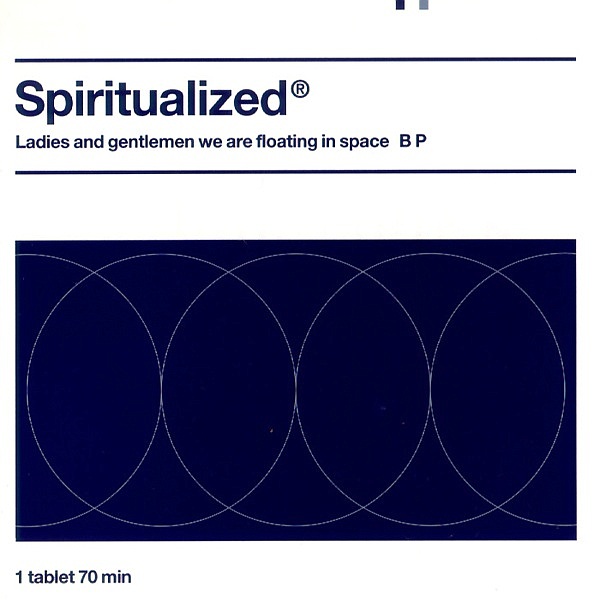 Spiritualized®
Ladies and gentlemen we are floating in space B P
1 tablet 70 min